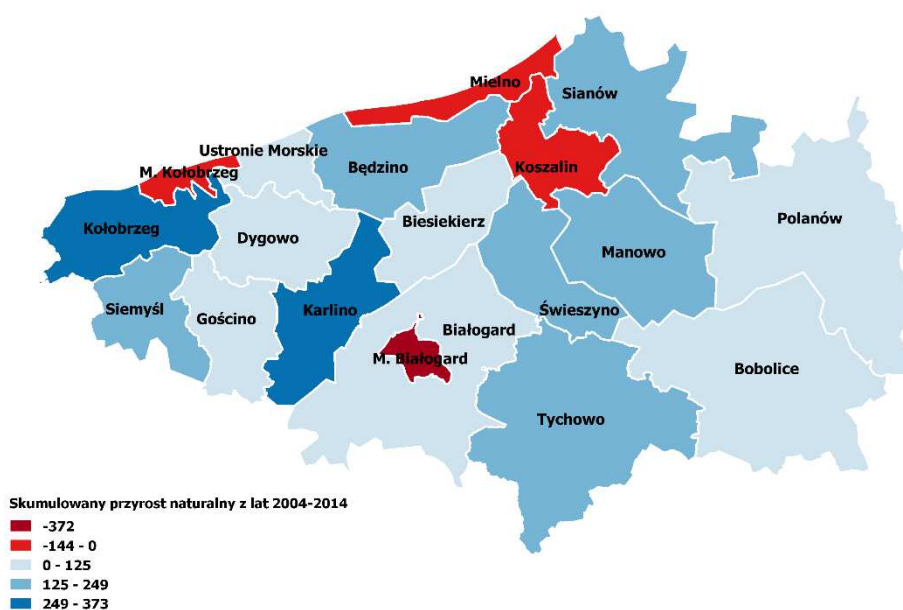 Mielno
Sianów
Ustronie Morskie
M. Kołobrzeg
Będzino
Koszalin
Kołobrzeg
Dygowo
Biesiekierz
Polanów
Manowo
Siemyśl
Gościno
Karlino
Świeszyno
Białogard
M. Białogard
Bobolice
Tychowo
Skumulowany przyrost naturalny z lat 2004-2014
-372
-144 - 0
0 - 125
125 - 249
249 - 373